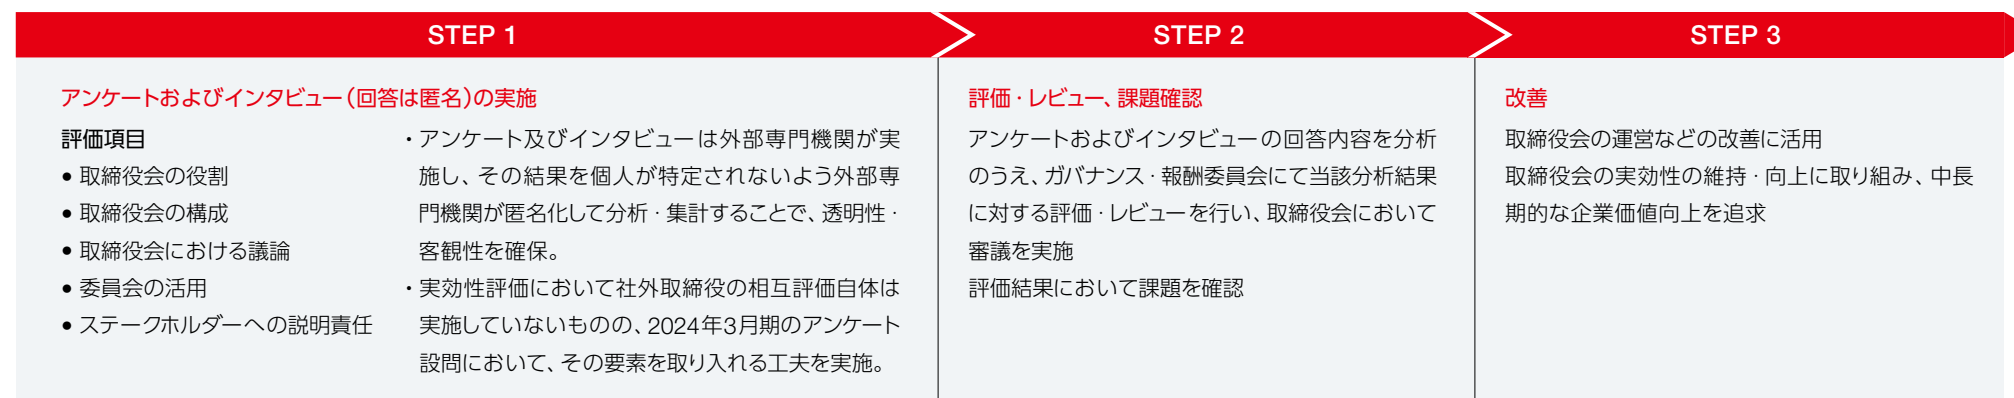 STEP 1
アンケートおよびインタビュー(回答は匿名)の実施
評価項目
● 取締役会の役割
● 取締役会の構成
● 取締役会における議論
● 委員会の活用
● ステークホルダーへの説明責任
・アンケート及びインタビューは外部専門機関が実
施し、その結果を個人が特定されないよう外部専
門機関が匿名化して分析・集計することで、透明性・
客観性を確保。
・実効性評価において社外取締役の相互評価自体は
実施していないものの、2024年3月期のアンケート
設問において、その要素を取り入れる工夫を実施。
STEP 2
評価・レビュー、課題確認
アンケートおよびインタビューの回答内容を分析
のうえ、ガバナンス・報酬委員会にて当該分析結果
に対する評価・レビューを行い、取締役会において
審議を実施
評価結果において課題を確認
STEP 3
改善
取締役会の運営などの改善に活用
取締役会の実効性の維持・向上に取り組み、中長
期的な企業価値向上を追求